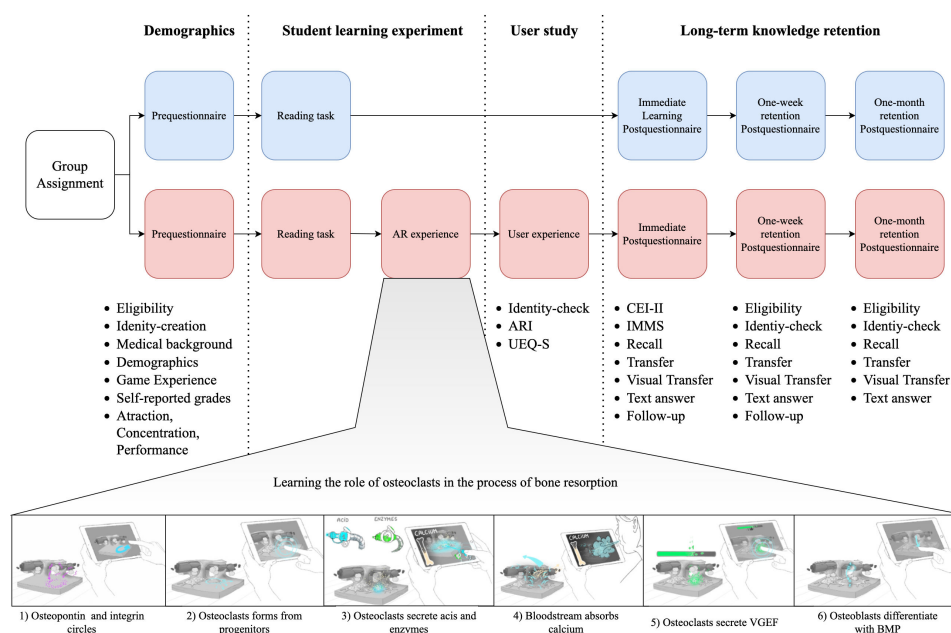 Demographics
Student learning experiment
User study
Long-term knowledge retention
Group
Assignment
Prequestionnaire
Reading task
Immediate
Learning
Postquestionnaire
One-week
retention
Postquestionnaire
One-month
retention
Postquestionnaire
Prequestionnaire
Reading task
AR experience
User experience
Immediate
Postquestionnaire
One-week
retention
Postquestionnaire
One-month
retention
Postquestionnaire
• Eligibility
• Idenity-creation
• Medical background
• Demographics
• Game Experience
• Self-reported grades
• Atraction,
Concentration,
Performance
• Identity-check
• ARI
• UEQ-S
• CEI-II
• IMMS
• Recall
• Transfer
• Visual Transfer
• Text answer
• Follow-up
• Eligibility
• Identiy-check
• Recall
• Transfer
• Visual Transfer
• Text answer
• Follow-up
• Eligibility
• Identiy-check
• Recall
• Transfer
• Visual Transfer
• Text answer
Learning the role of osteoclasts in the process of bone resorption
ACID
ENZYMES
CALCIUM
CALCIUM
1) Osteopontin and integrin
circles
2) Osteoclasts forms from
progenitors
3) Osteoclasts secrete acis and
enzymes
4) Bloodstream absorbs
calcium
5) Osteoclasts secrete VGEF
6) Osteoblasts differentiate
with BMP